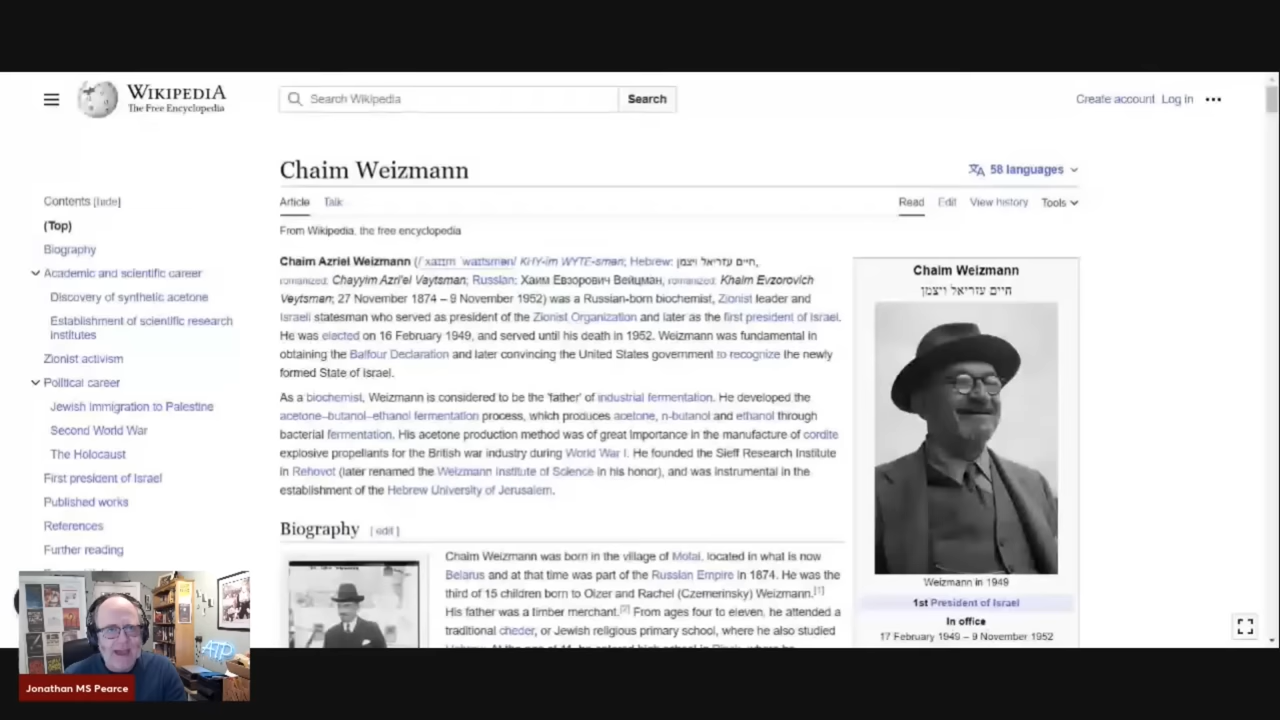 WIKIPEDIA
The Free Encyclopedia
Search Wikipedia
Search
Create account Log in
Chaim Weizmann
58 languages
Article Talk
Read Edit View history Tools
From Wikipedia, the free encyclopedia
Contents [hide]
(Top)
Biography
Academic and scientific career
Discovery of synthetic acetone
Establishment of scientific research
institutes
Zionist activism
Political career
Jewish Immigration to Palestine
Second World War
The Holocaust
First president of Israel
Published works
References
Further reading
Chaim Azriel Weizmann KHY-im WYTE-smən; Hebrew: חיים עזריאל ויצמן,
romanized: Chayyim Azri'el Vaytsman; Russian: Хаим Евзорович Вейцман, romanized: Khaim Evzorovich
Veytsman; 27 November 1874 – 9 November 1952) was a Russian-born biochemist, Zionist leader and
Israeli statesman who served as president of the Zionist Organization and later as the first president of Israel.
He was elected on 16 February 1949, and served until his death in 1952. Weizmann was fundamental in
obtaining the Balfour Declaration and later convincing the United States government to recognize the newly
formed State of Israel.
As a biochemist, Weizmann is considered to be the 'father' of industrial fermentation. He developed the
acetone–butanol–ethanol fermentation process, which produces acetone, n-butanol and ethanol through
bacterial fermentation. His acetone production method was of great importance in the manufacture of cordite
explosive propellants for the British war industry during World War I. He founded the Sieff Research Institute
in Rehovot (later renamed the Weizmann Institute of Science in his honor), and was instrumental in the
establishment of the Hebrew University of Jerusalem.
Biography [ edit ]
Chaim Weizmann was born in the village of Motal, located in what is now
Belarus and at that time was part of the Russian Empire in 1874. He was the
third of 15 children born to Oizer and Rachel (Czemerinsky) Weizmann.[1]
His father was a timber merchant.[2] From ages four to eleven, he attended a
traditional cheder, or Jewish religious primary school, where he also studied
Chaim Weizmann
חיים עזריאל ויצמן
Weizmann in 1949
1st President of Israel
In office
17 February 1949 – 9 November 1952
ATP
Jonathan MS Pearce